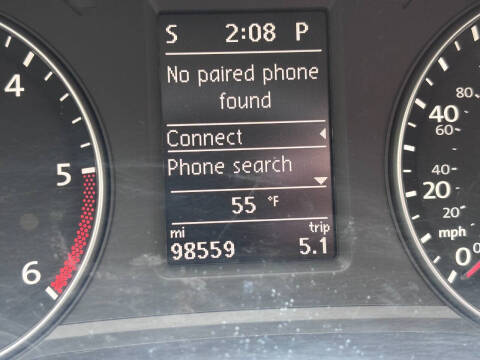 4
5
6
S 2:08 P
No paired phone
found
Connect
Phone search
55 °F
mi trip
98559 5.1
80
40
60
40
20
20
mph
0
0